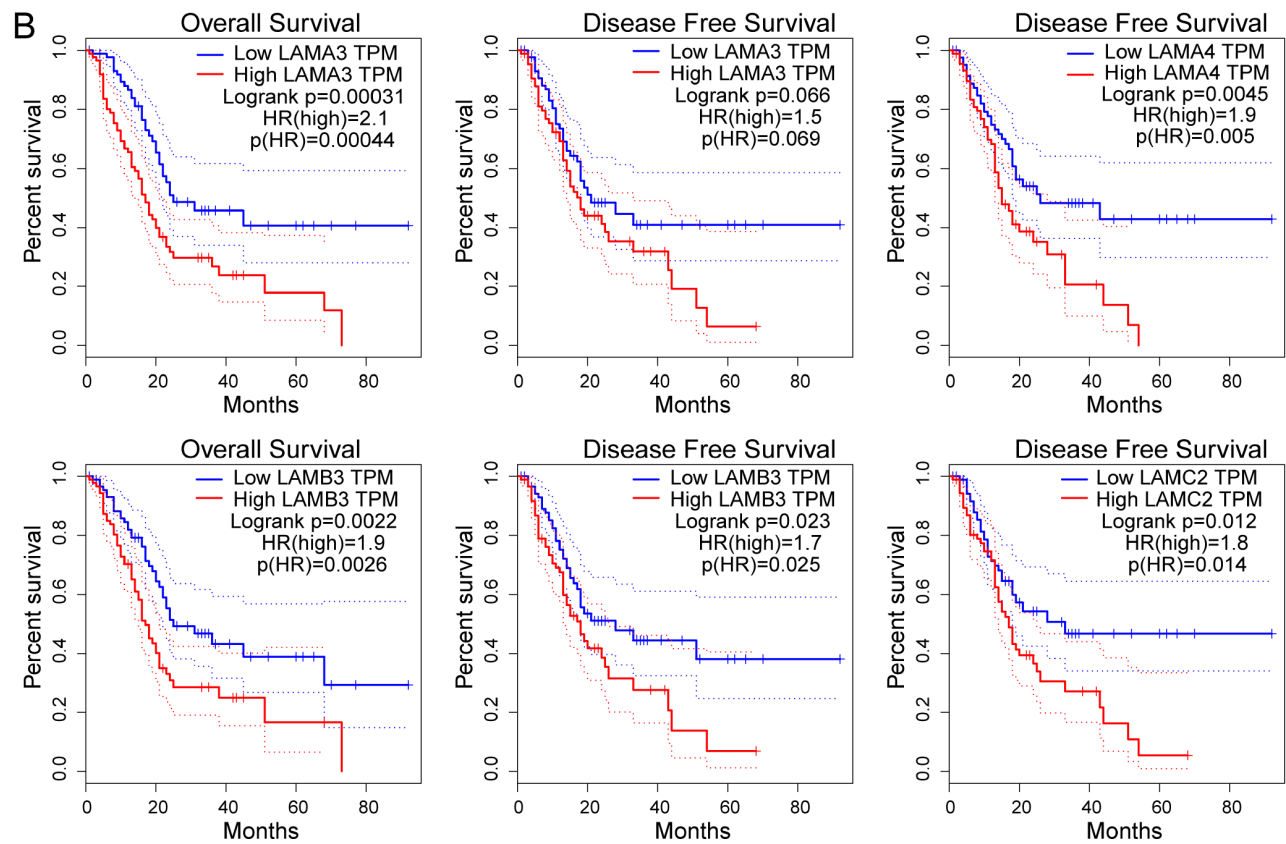 B
Overall Survival
Percent survival
0.0 0.2 0.4 0.6 0.8 1.0
Low LAMA3 TPM
High LAMA3 TPM
Logrank p=0.00031
HR(high)=2.1
p(HR)=0.00044
0 20 40 60 80
Months
Disease Free Survival
Percent survival
0.0 0.2 0.4 0.6 0.8 1.0
Low LAMA3 TPM
High LAMA3 TPM
Logrank p=0.066
HR(high)=1.5
p(HR)=0.069
0 20 40 60 80
Months
Disease Free Survival
Percent survival
0.0 0.2 0.4 0.6 0.8 1.0
Low LAMA4 TPM
High LAMA4 TPM
Logrank p=0.0045
HR(high)=1.9
p(HR)=0.005
0 20 40 60 80
Months
Overall Survival
Percent survival
0.0 0.2 0.4 0.6 0.8 1.0
Low LAMB3 TPM
High LAMB3 TPM
Logrank p=0.0022
HR(high)=1.9
p(HR)=0.0026
0 20 40 60 80
Months
Disease Free Survival
Percent survival
0.0 0.2 0.4 0.6 0.8 1.0
Low LAMB3 TPM
High LAMB3 TPM
Logrank p=0.023
HR(high)=1.7
p(HR)=0.025
0 20 40 60 80
Months
Disease Free Survival
Percent survival
0.0 0.2 0.4 0.6 0.8 1.0
Low LAMC2 TPM
High LAMC2 TPM
Logrank p=0.012
HR(high)=1.8
p(HR)=0.014
0 20 40 60 80
Months